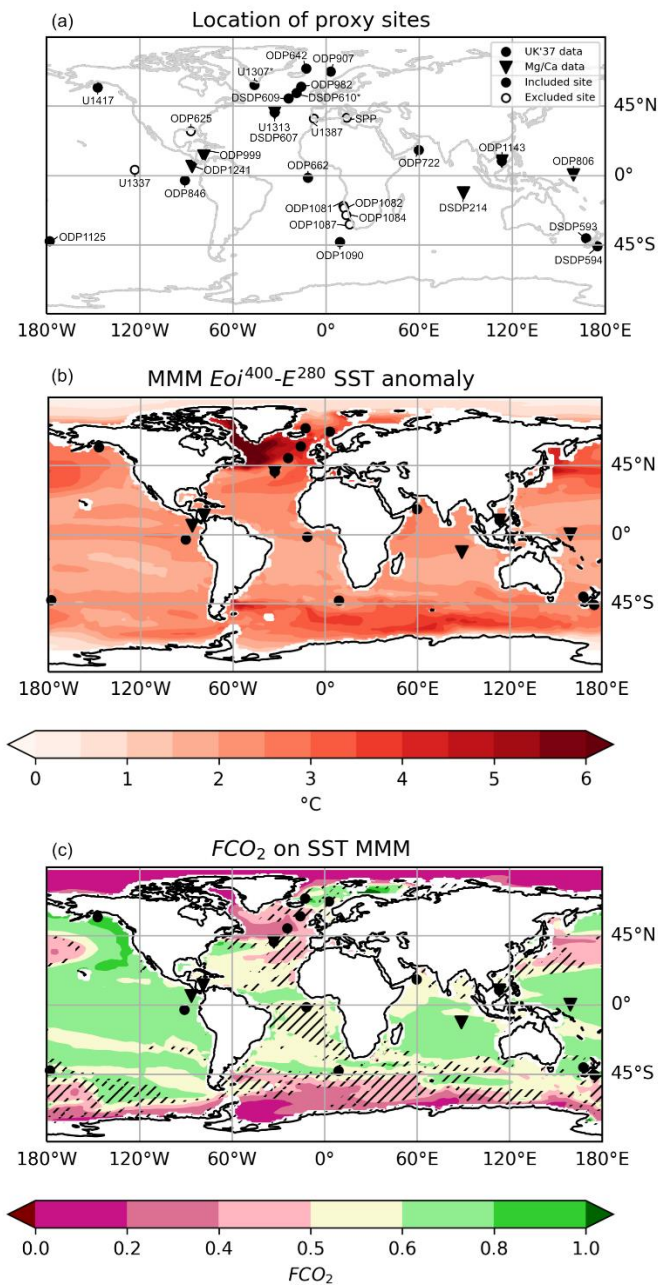 (a) Location of proxy sites
ODP642 ODP907
U1307*
ODP982
DSDP609 DSDP610*
U1417
U1313
DSDP607
U1387
SPP
ODP625
ODP999
ODP1241
U1337
ODP846
ODP662
ODP722
ODP1143
ODP806
DSDP214
ODP1081 ODP1082
ODP1084
ODP1087
ODP1090
ODP1125
DSDP593
DSDP594
UK'37 data
Mg/Ca data
Included site
Excluded site
45°N
0°
45°S
180°W 120°W 60°W 0° 60°E 120°E 180°E
(b) MMM Eoi⁴⁰⁰-E²⁸⁰ SST anomaly
45°N
0°
45°S
180°W 120°W 60°W 0° 60°E 120°E 180°E
0 1 2 3 4 5 6
°C
(c) FCO₂ on SST MMM
45°N
0°
45°S
180°W 120°W 60°W 0° 60°E 120°E 180°E
0.0 0.2 0.4 0.5 0.6 0.8 1.0
FCO₂